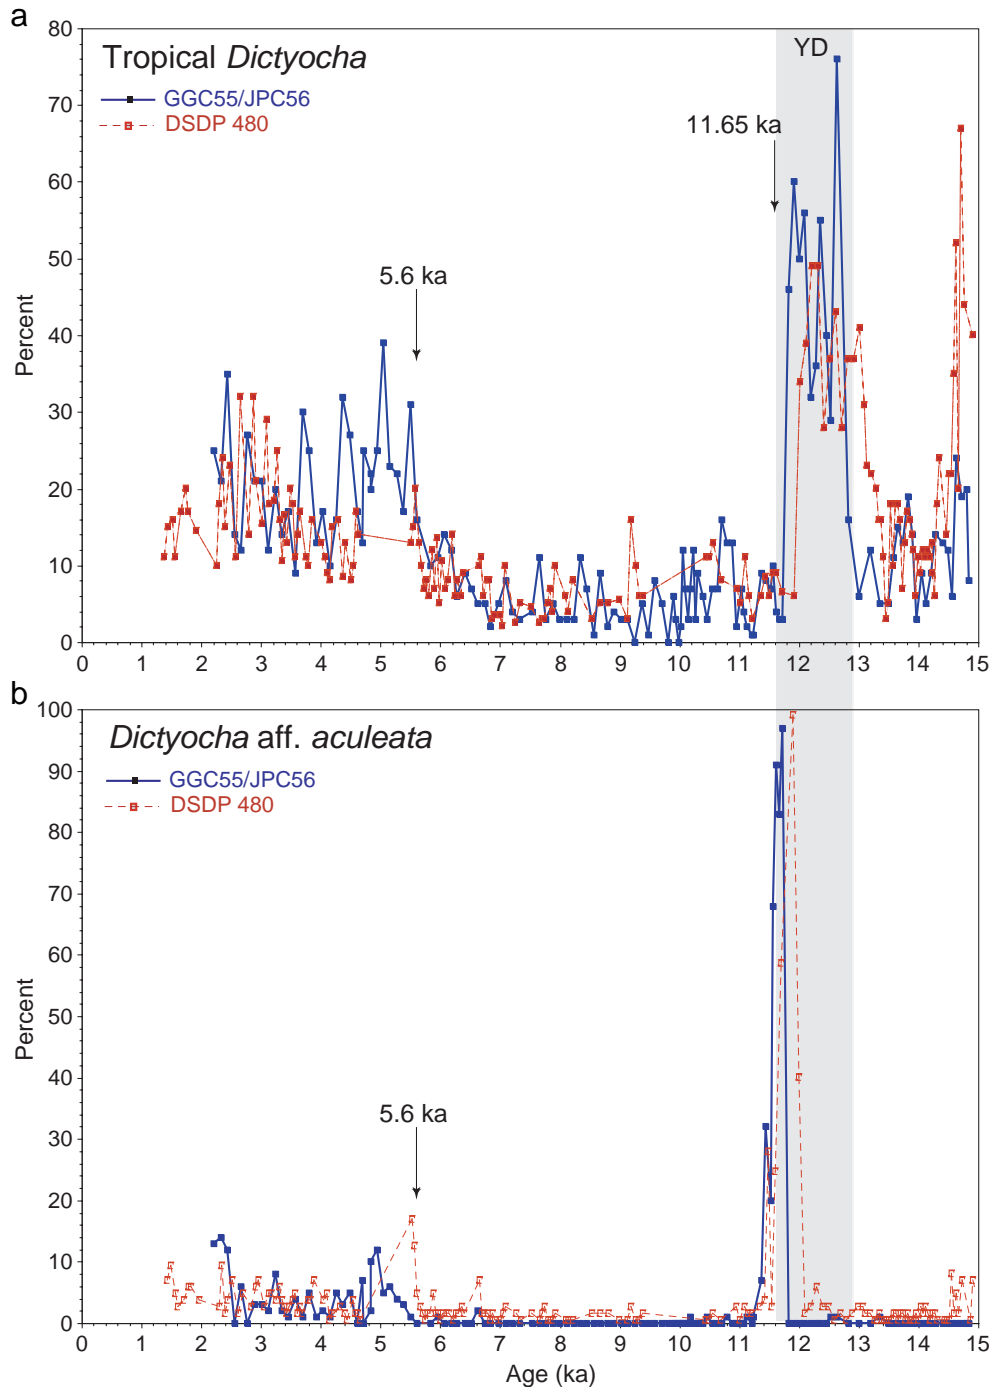 a
80
70
60
50
40
30
20
10
0
Percent
Tropical Dictyocha
GGC55/JPC56
DSDP 480
YD
11.65 ka
5.6 ka
0 1 2 3 4 5 6 7 8 9 10 11 12 13 14 15
b
100
90
80
70
60
50
40
30
20
10
0
Percent
Dictyocha aff. aculeata
GGC55/JPC56
DSDP 480
5.6 ka
0 1 2 3 4 5 6 7 8 9 10 11 12 13 14 15
Age (ka)